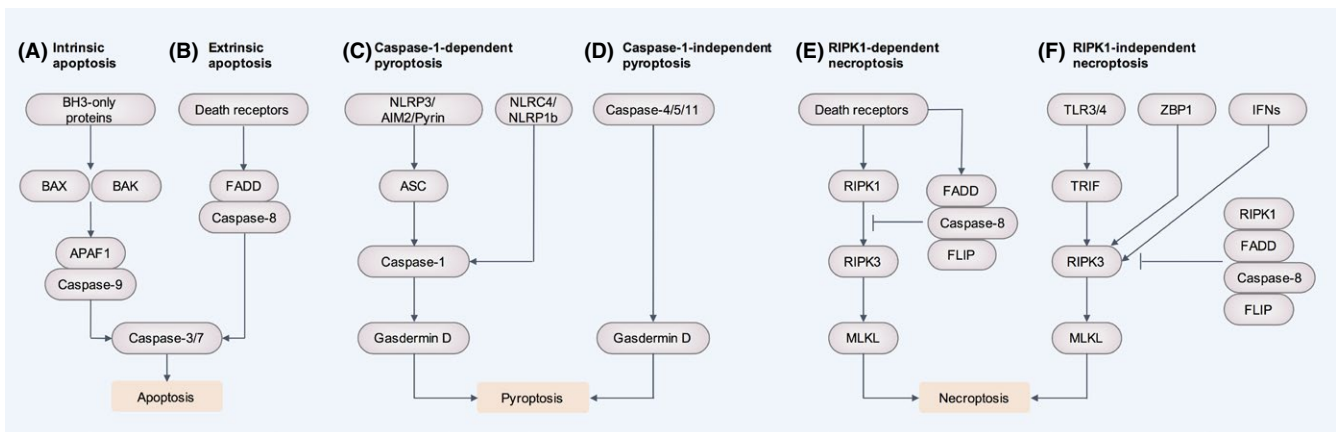 (A) Intrinsic
apoptosis
BH3-only
proteins
BAX
BAK
APAF1
Caspase-9
(B) Extrinsic
apoptosis
Death receptors
FADD
Caspase-8
Caspase-3/7
Apoptosis
(C) Caspase-1-dependent
pyroptosis
NLRP3/
AIM2/Pyrin
NLRC4/
NLRP1b
ASC
Caspase-1
Gasdermin D
(D) Caspase-1-independent
pyroptosis
Caspase-4/5/11
Gasdermin D
Pyroptosis
(E) RIPK1-dependent
necroptosis
Death receptors
RIPK1
FADD
Caspase-8
FLIP
RIPK3
MLKL
(F) RIPK1-independent
necroptosis
TLR3/4
ZBP1
IFNs
TRIF
RIPK3
RIPK1
FADD
Caspase-8
FLIP
MLKL
Necroptosis